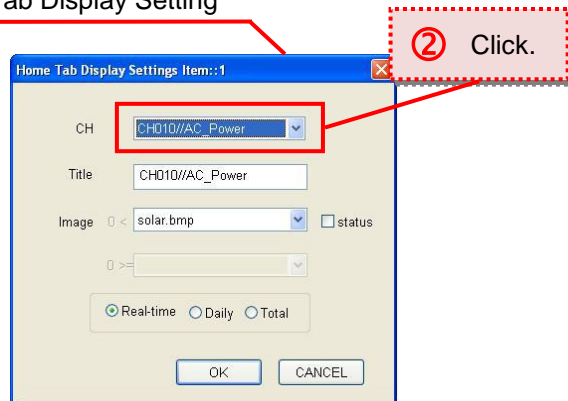 Tab Display Setting
② Click.
Home Tab Display Settings Item::1
CH CH010//AC_Power
Title CH010//AC_Power
Image 0 < solar.bmp status
0 >=
Real-time Daily Total
OK CANCEL